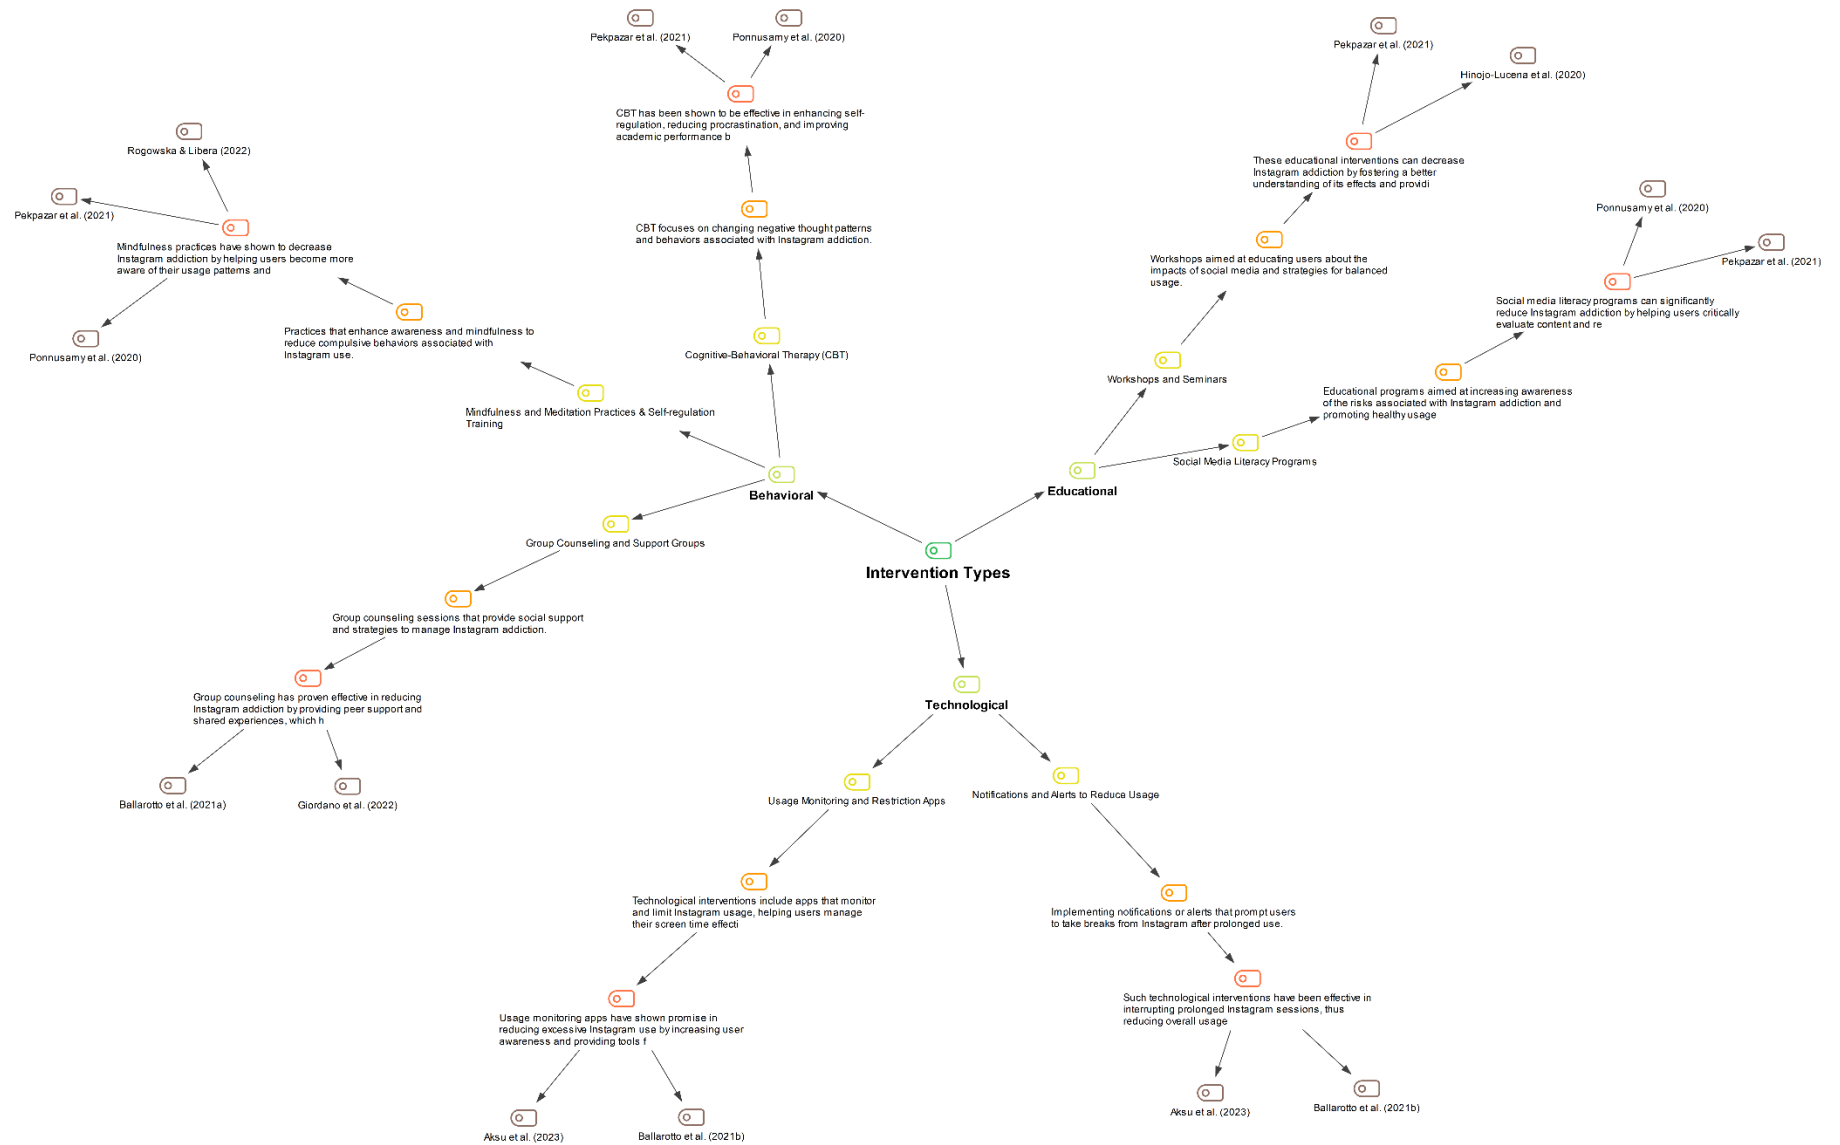 Pekpazar et al. (2021)
Ponnusamy et al. (2020)
CBT has been shown to be effective in enhancing self-
regulation, reducing procrastination, and improving
academic performance b
CBT focuses on changing negative thought patterns
and behaviors associated with Instagram addiction.
Cognitive-Behavioral Therapy (CBT)
Rogowska & Libera (2022)
Pekpazar et al. (2021)
Mindfulness practices have shown to decrease
Instagram addiction by helping users become more
aware of their usage patterns and
Ponnusamy et al. (2020)
Practices that enhance awareness and mindfulness to
reduce compulsive behaviors associated with
Instagram use.
Mindfulness and Meditation Practices & Self-regulation
Training
Behavioral
Group Counseling and Support Groups
Group counseling sessions that provide social support
and strategies to manage Instagram addiction.
Group counseling has proven effective in reducing
Instagram addiction by providing peer support and
shared experiences, which h
Ballarotto et al. (2021a)
Giordano et al. (2022)
Pekpazar et al. (2021)
Hinojo-Lucena et al. (2020)
These educational interventions can decrease
Instagram addiction by fostering a better
understanding of its effects and providi
Workshops aimed at educating users about the
impacts of social media and strategies for balanced
usage.
Workshops and Seminars
Ponnusamy et al. (2020)
Pekpazar et al. (2021)
Social media literacy programs can significantly
reduce Instagram addiction by helping users critically
evaluate content and re
Educational programs aimed at increasing awareness
of the risks associated with Instagram addiction and
promoting healthy usage
Social Media Literacy Programs
Educational
Intervention Types
Technological
Usage Monitoring and Restriction Apps
Notifications and Alerts to Reduce Usage
Technological interventions include apps that monitor
and limit Instagram usage, helping users manage
their screen time effecti
Implementing notifications or alerts that prompt users
to take breaks from Instagram after prolonged use.
Usage monitoring apps have shown promise in
reducing excessive Instagram use by increasing user
awareness and providing tools f
Such technological interventions have been effective in
interrupting prolonged Instagram sessions, thus
reducing overall usage
Aksu et al. (2023)
Ballarotto et al. (2021b)
Aksu et al. (2023)
Ballarotto et al. (2021b)